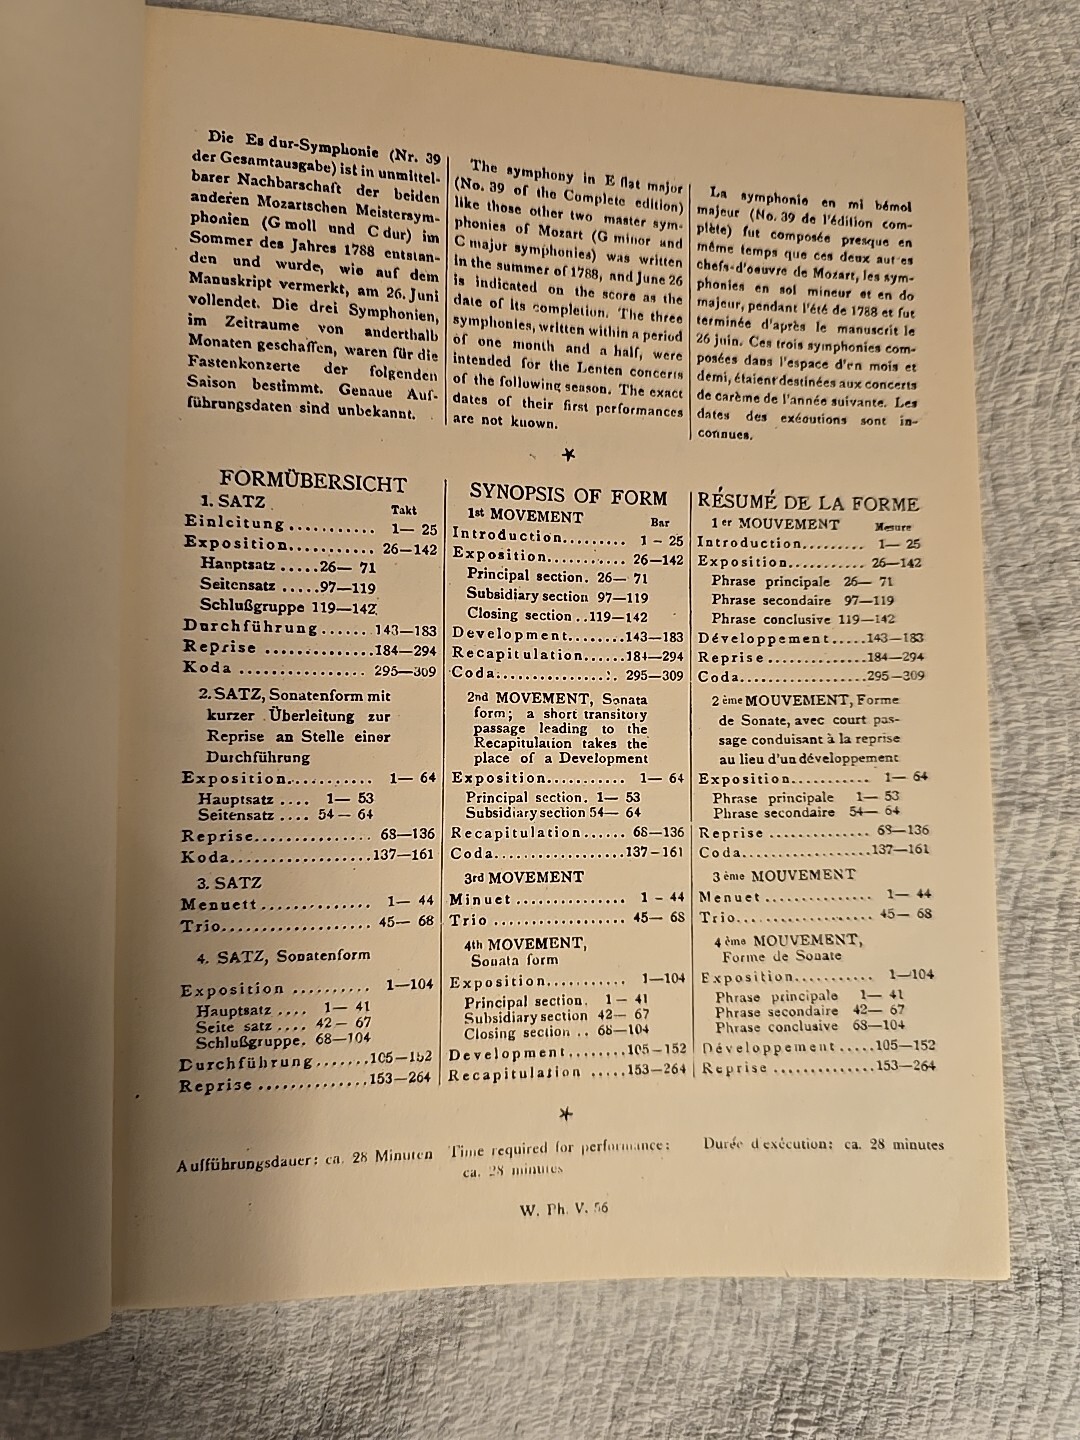 Die Es dur-Symphonie (Nr. 39
der Gesamtausgabe) ist in unmittel-
barer Nachbarschaft der beiden
anderen Mozartschen Meistersym-
phonien (G moll und C dur) im
Sommer des Jahres 1788 entstan-
den und wurde, wie auf dem
Manuskript vermerkt, am 26. Juni
vollendet. Die drei Symphonien,
im Zeitraume von anderthalb
Monaten geschaffen, waren für die
Fastenkonzerte der folgenden
Saison bestimmt. Genaue Auf-
führungsdaten sind unbekannt.
The symphony in E flat major
(No. 39 of the Complete edition)
like those other two master sym-
phonies of Mozart (G minor and
C major symphonies) was written
in the summer of 1788, and June 26
is indicated on the score as the
date of its completion. The three
symphonies, written within a period
of one month and a half, were
intended for the Lenten concerts
of the following season. The exact
dates of their first performances
are not kuown.
La symphonie en mi bémol
majeur (No. 39 de l'édition com-
plète) fut composée presque en
même temps que ces deux autres
chefs-d'oeuvre de Mozart, les sym-
phonies en sol mineur et en do
majeur, pendant l'été de 1788 et fut
terminée d'après le manuscrit le
26 juin. Ces trois symphonies com-
posées dans l'espace d'en mois et
demi, étaient destinées aux concerts
de carème de l'année suivante. Les
dates des exécutions sont in-
connues.
*
FORMÜBERSICHT
1. SATZ Takt
Einleitung........... 1— 25
Exposition........... 26—142
Hauptsatz .....26— 71
Seitensatz .....97—119
Schlußgruppe 119—142
Durchführung...... 143—183
Reprise ..............184—294
Koda ................ 295—309
2. SATZ, Sonatenform mit
kurzer Überleitung zur
Reprise an Stelle einer
Durchführung
Exposition........... 1— 64
Hauptsatz .... 1— 53
Seitensatz .... 54— 64
Reprise............... 68—136
Koda..................137—161
3. SATZ
Menuett.............. 1— 44
Trio................... 45— 68
4. SATZ, Sonatenform
Exposition .......... 1—104
Hauptsatz .... 1— 41
Seite satz .... 42— 67
Schlußgruppe. 68—104
Durchführung.......105—152
Reprise ..............153—264
SYNOPSIS OF FORM
1st MOVEMENT Bar
Introduction......... 1 - 25
Exposition........... 26—142
Principal section. 26— 71
Subsidiary section 97—119
Closing section ..119—142
Development........143—183
Recapitulation......184—294
Coda................ 295—309
2nd MOVEMENT, Sonata
form; a short transitory
passage leading to the
Recapitulation takes the
place of a Development
Exposition........... 1— 64
Principal section. 1— 53
Subsidiary section 54— 64
Recapitulation...... 68—136
Coda..................137—161
3rd MOVEMENT
Minuet .............. 1 - 44
Trio ................. 45— 68
4th MOVEMENT,
Sonata form
Exposition........... 1—104
Principal section. 1— 41
Subsidiary section 42— 67
Closing section .. 68—104
Development........105—152
Recapitulation .....153—264
RÉSUMÉ DE LA FORME
1er MOUVEMENT Mesure
Introduction......... 1— 25
Exposition........... 26—142
Phrase principale 26— 71
Phrase secondaire 97—119
Phrase conclusive 119—142
Développement.....143—183
Reprise ..............184—294
Coda..................295—309
2ème MOUVEMENT, Forme
de Sonate, avec court pas-
sage conduisant à la reprise
au lieu d'un développement
Exposition........... 1— 64
Phrase principale 1— 53
Phrase secondaire 54— 64
Reprise .............. 68—136
Coda..................137—161
3ème MOUVEMENT
Menuet .............. 1— 44
Trio................... 45— 68
4ème MOUVEMENT,
Forme de Sonate
Exposition........... 1—104
Phrase principale 1— 41
Phrase secondaire 42— 67
Phrase conclusive 68—104
Développement.....105—152
Reprise ..............153—264
*
Aufführungsdauer: ca. 28 Minuten
Time required for performance:
ca. 28 minutes
Durée d'exécution: ca. 28 minutes
W. Ph. V. 56